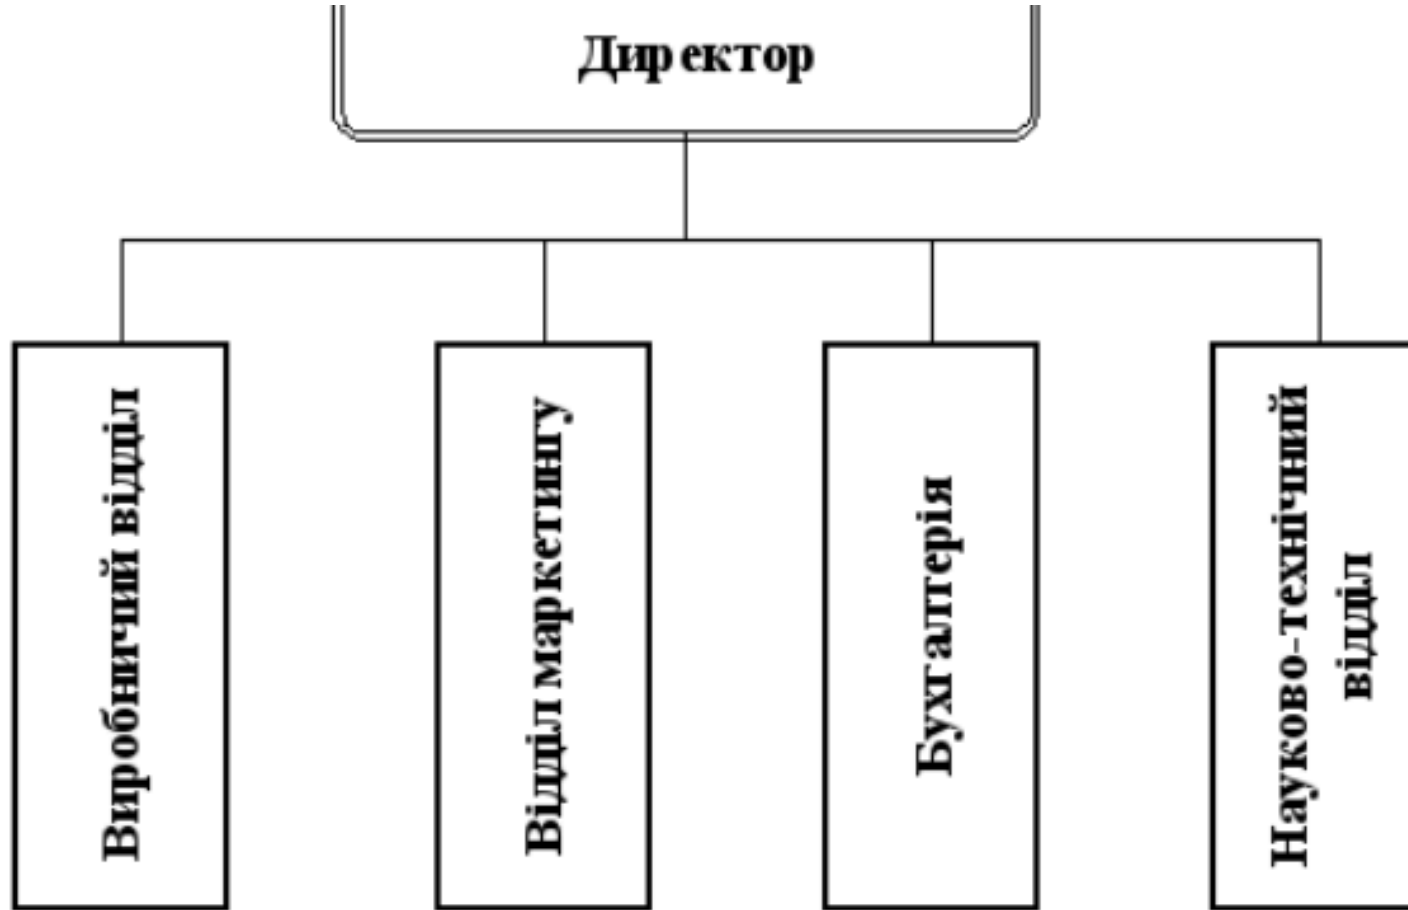 Директор
Виробничий відділ
Відділ маркетингу
Бухгалтерія
Науково-технічний
відділ